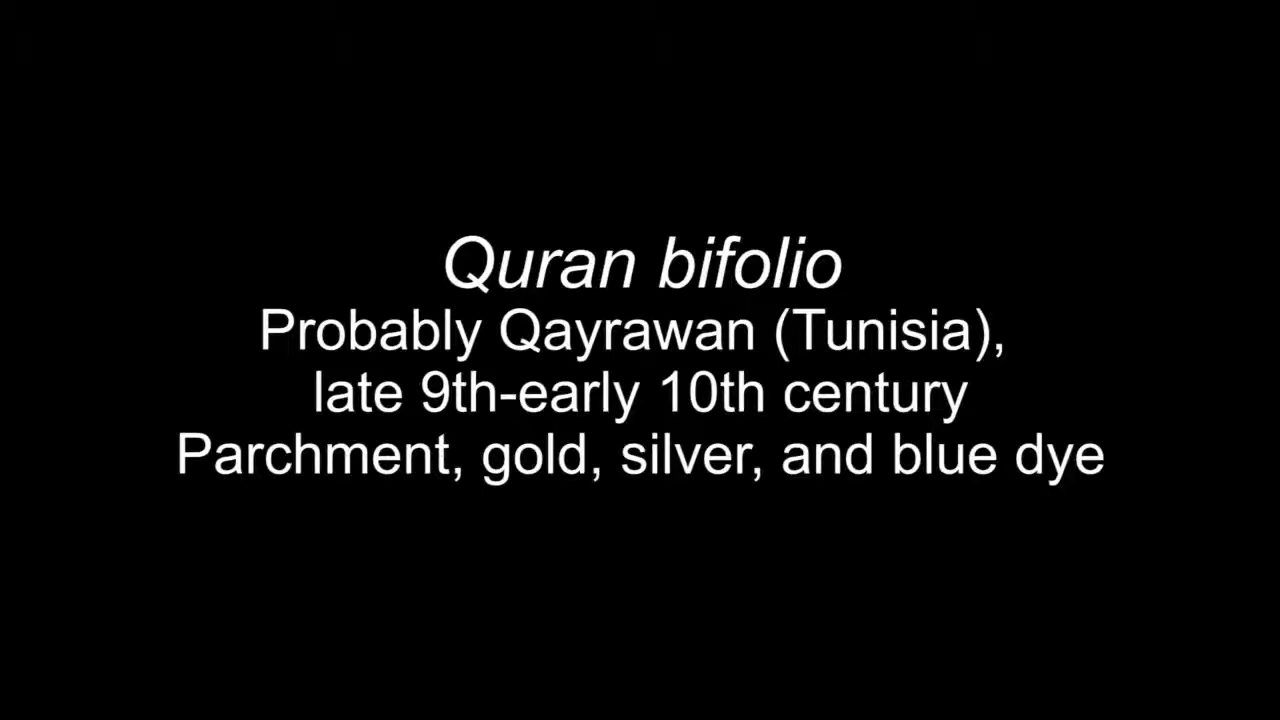 Quran bifolio
Probably Qayrawan (Tunisia),
late 9th-early 10th century
Parchment, gold, silver, and blue dye